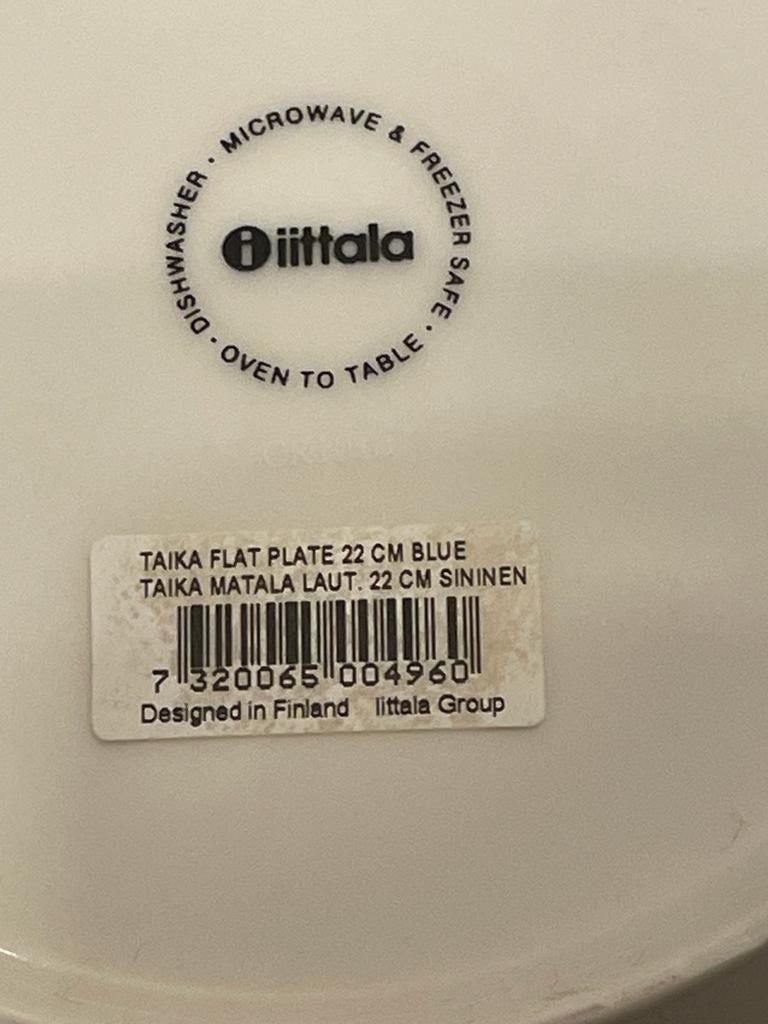 DISHWASHER · MICROWAVE & FREEZER SAFE · OVEN TO TABLE ·
i iittala
TAIKA FLAT PLATE 22 CM BLUE
TAIKA MATALA LAUT. 22 CM SININEN
7 320065 004960
Designed in Finland Iittala Group